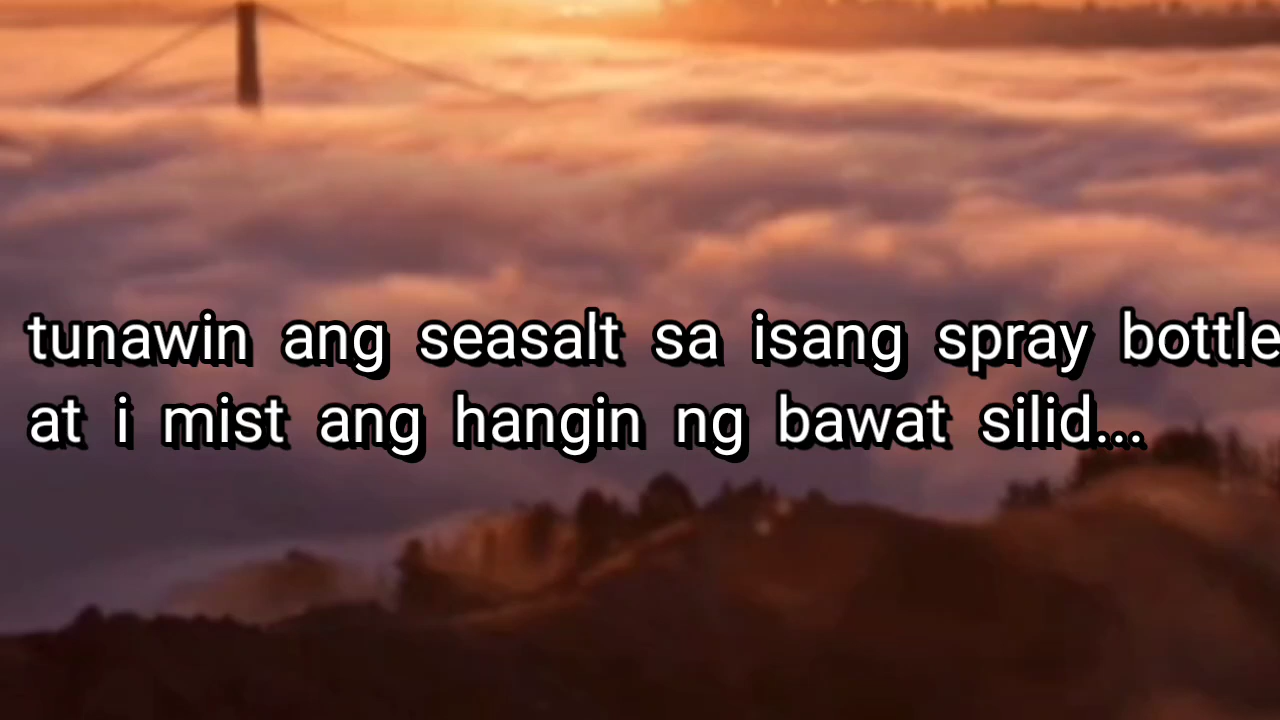 tunawin ang seasalt sa isang spray bottle
at i mist ang hangin ng bawat silid...